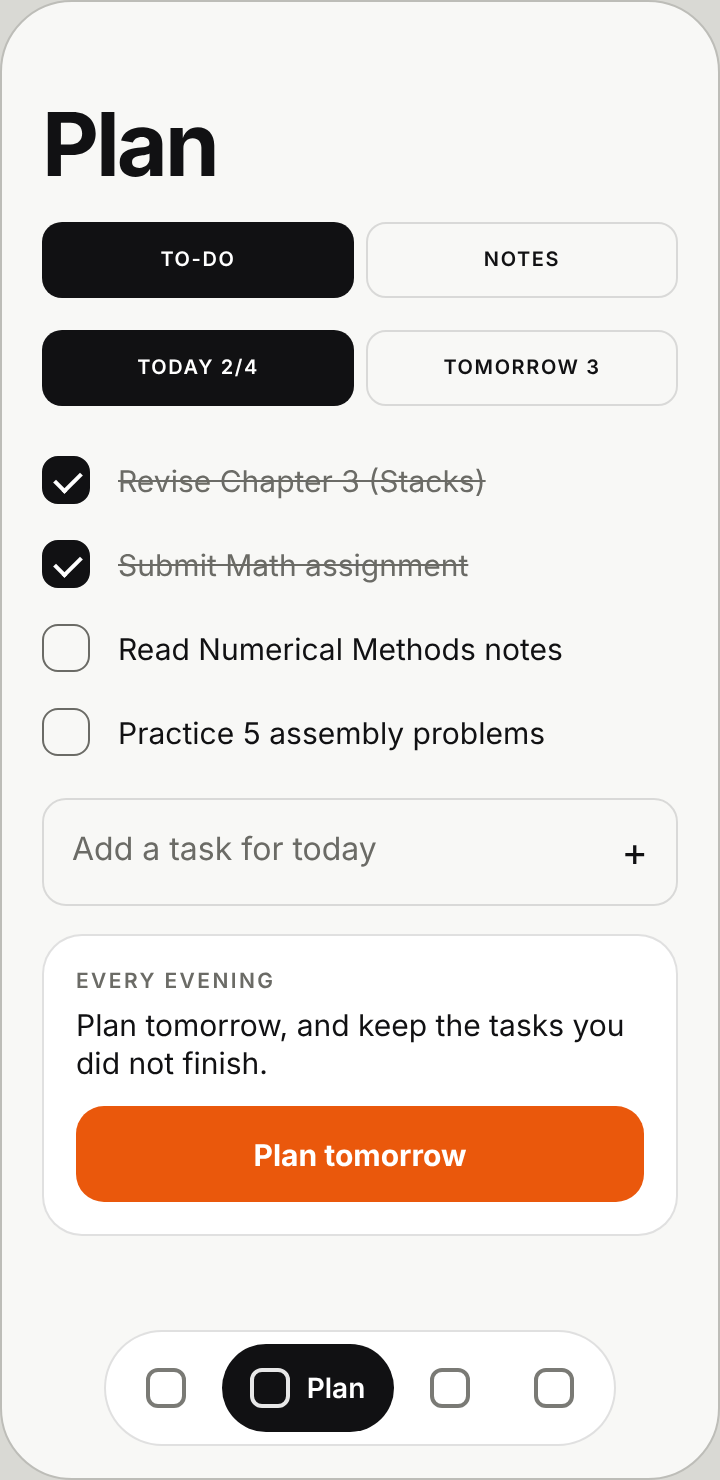 Plan
TO-DO
NOTES
TODAY 2/4
TOMORROW 3
Revise Chapter 3 (Stacks)
Submit Math assignment
Read Numerical Methods notes
Practice 5 assembly problems
Add a task for today
+
EVERY EVENING
Plan tomorrow, and keep the tasks you
did not finish.
Plan tomorrow
Plan